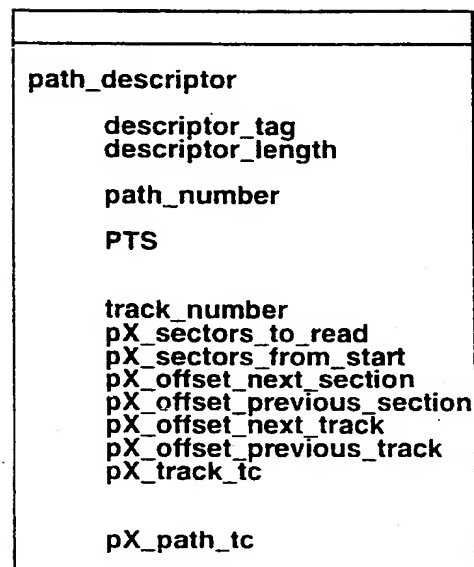 path_descriptor
descriptor_tag
descriptor_length
path_number
PTS
track_number
pX_sectors_to_read
pX_sectors_from_start
pX_offset_next_section
pX_offset_previous_section
pX_offset_next_track
pX_offset_previous_track
pX_track_tc
pX_path_tc